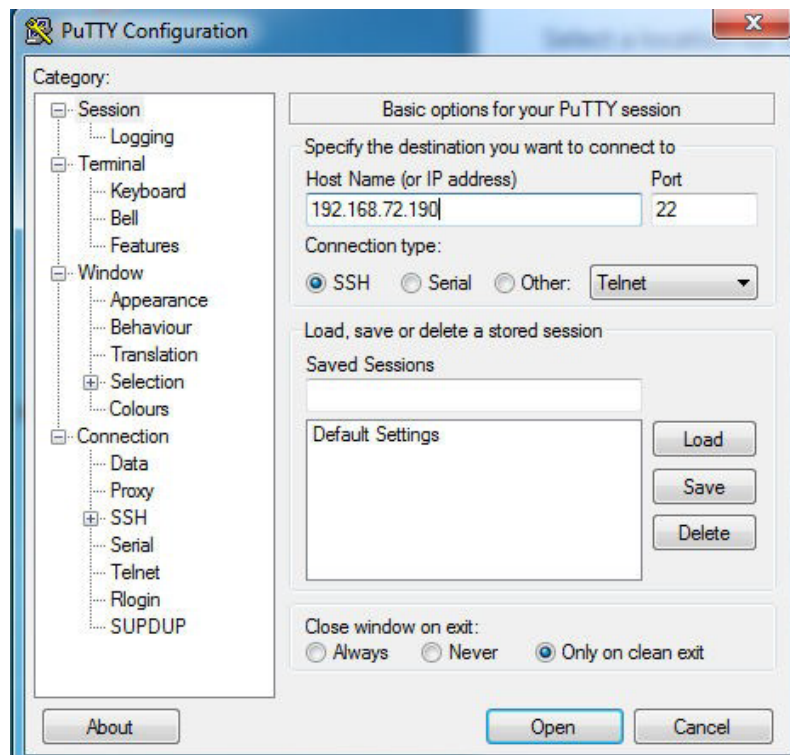 PuTTY Configuration
Category:
Session
Logging
Terminal
Keyboard
Bell
Features
Window
Appearance
Behaviour
Translation
Selection
Colours
Connection
Data
Proxy
SSH
Serial
Telnet
Rlogin
SUPDUP
Basic options for your PuTTY session
Specify the destination you want to connect to
Host Name (or IP address) Port
192.168.72.190 22
Connection type:
SSH Serial Other: Telnet
Load, save or delete a stored session
Saved Sessions
Default Settings
Load
Save
Delete
Close window on exit:
Always Never Only on clean exit
About Open Cancel